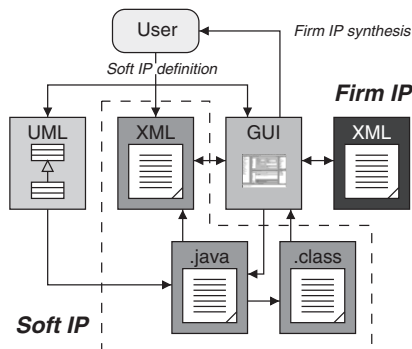 User
Firm IP synthesis
Soft IP definition
Firm IP
UML
XML
GUI
XML
.java
.class
Soft IP